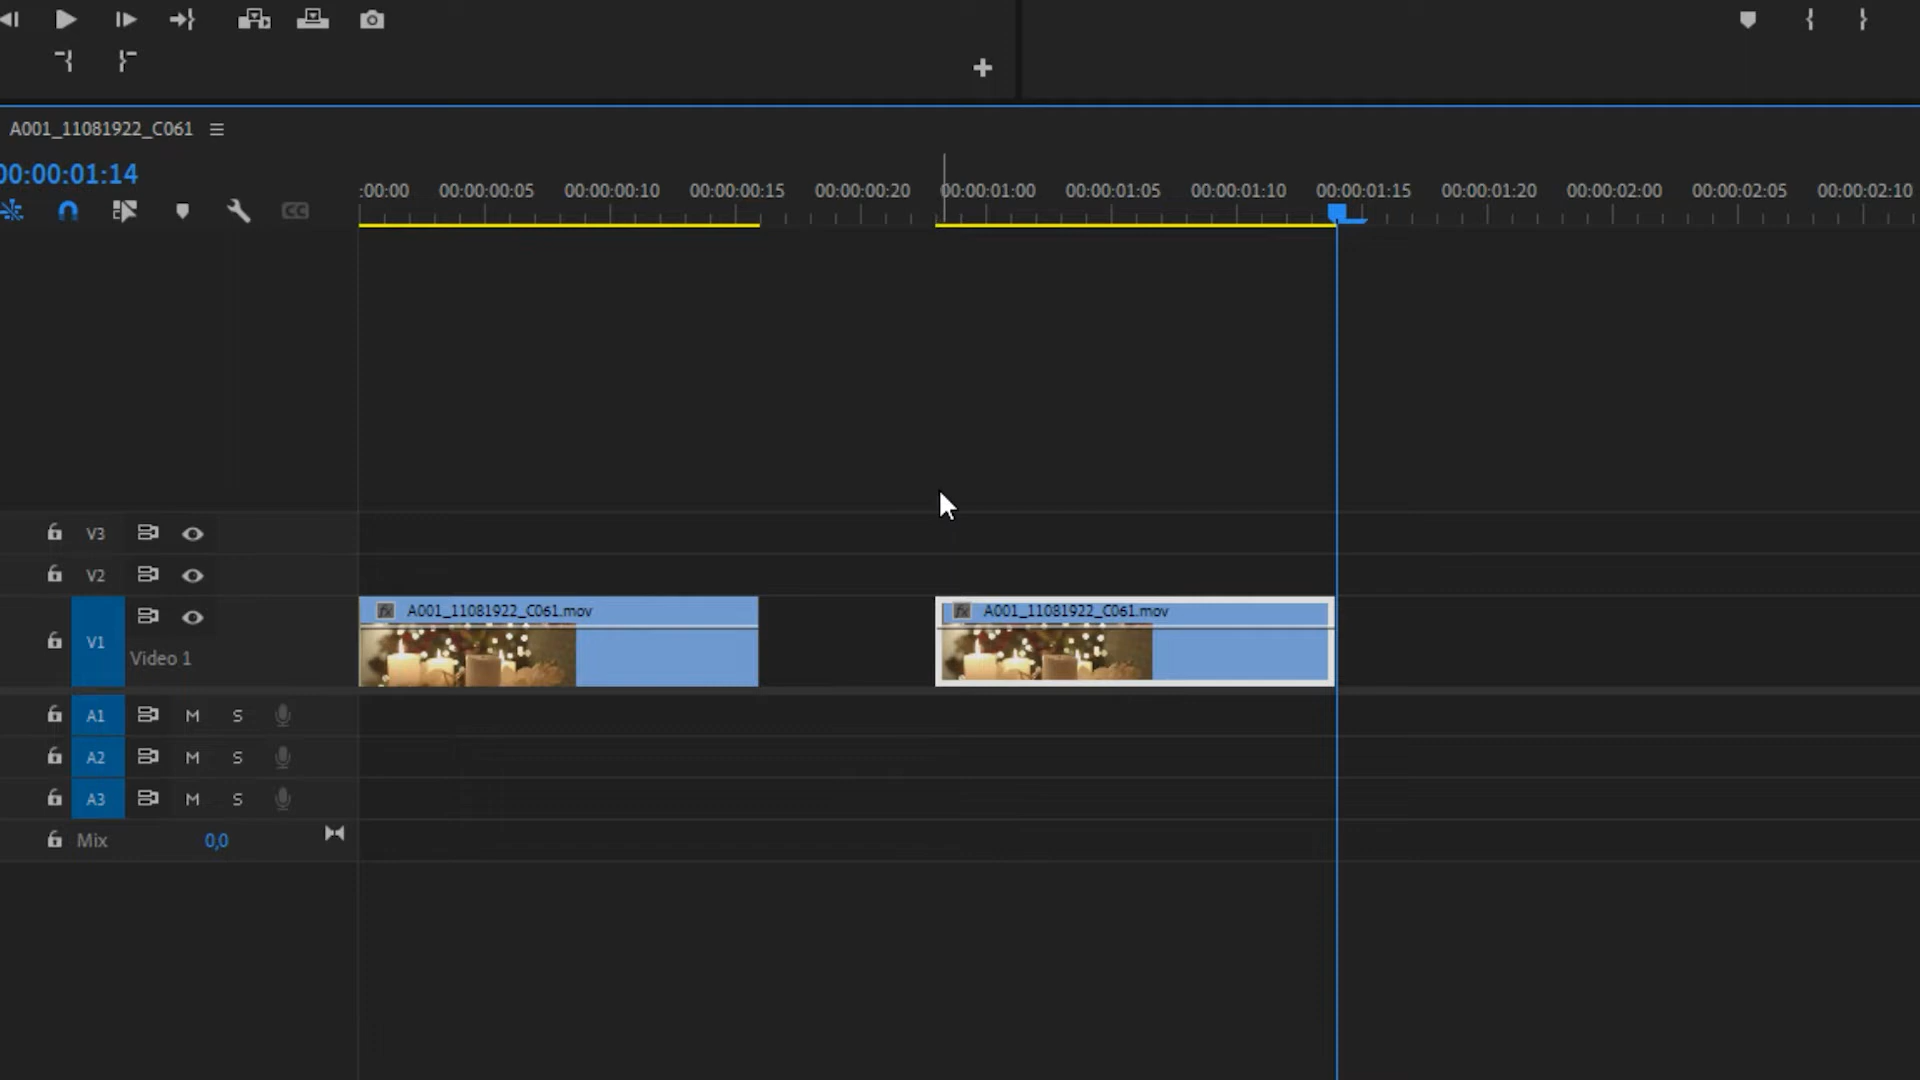 A001_11081922_C061
00:00:01:14
:00:00 00:00:00:05 00:00:00:10 00:00:00:15 00:00:00:20 00:00:01:00 00:00:01:05 00:00:01:10 00:00:01:15 00:00:01:20 00:00:02:00 00:00:02:05 00:00:02:10
CC
V3
V2
fx A001_11081922_C061.mov fx A001_11081922_C061.mov
V1
Video 1
A1 M S
A2 M S
A3 M S
Mix 0,0